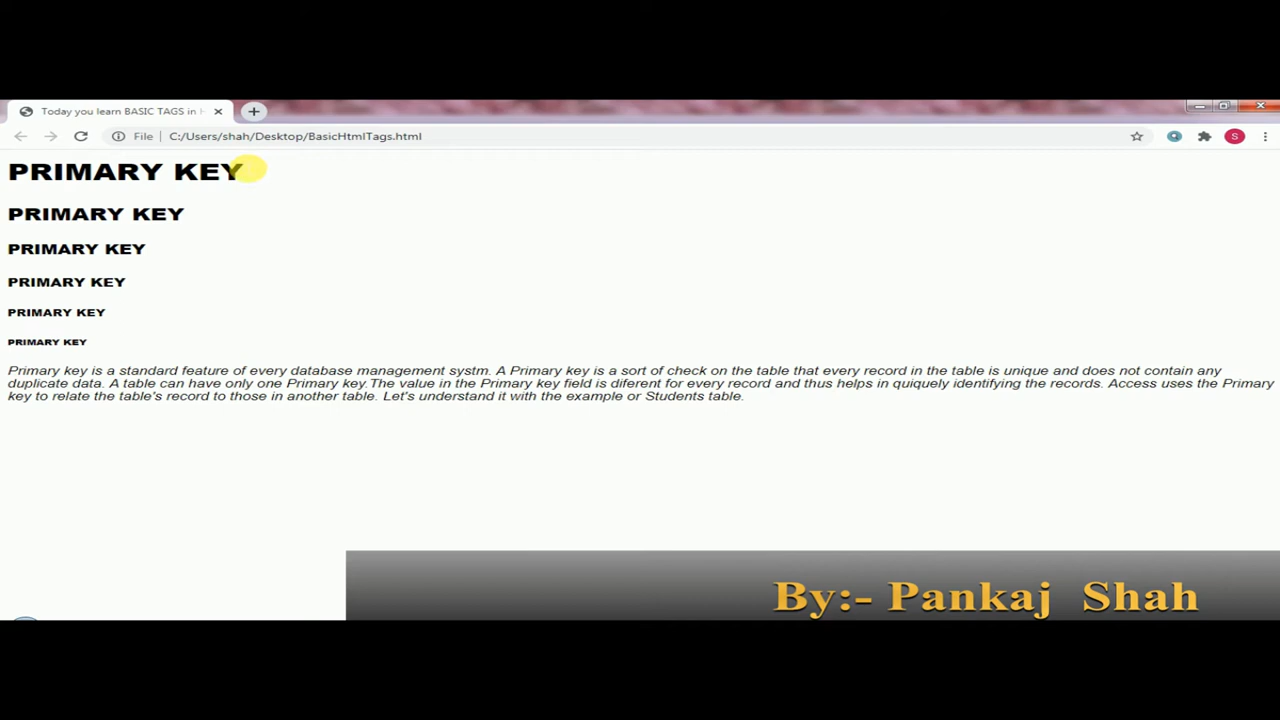 Today you learn BASIC TAGS in H
File | C:/Users/shah/Desktop/BasicHtmlTags.html
S
PRIMARY KEY
PRIMARY KEY
PRIMARY KEY
PRIMARY KEY
PRIMARY KEY
PRIMARY KEY
Primary key is a standard feature of every database management systm. A Primary key is a sort of check on the table that every record in the table is unique and does not contain any
duplicate data. A table can have only one Primary key.The value in the Primary key field is diferent for every record and thus helps in quiquely identifying the records. Access uses the Primary
key to relate the table's record to those in another table. Let's understand it with the example or Students table.
By:- Pankaj Shah